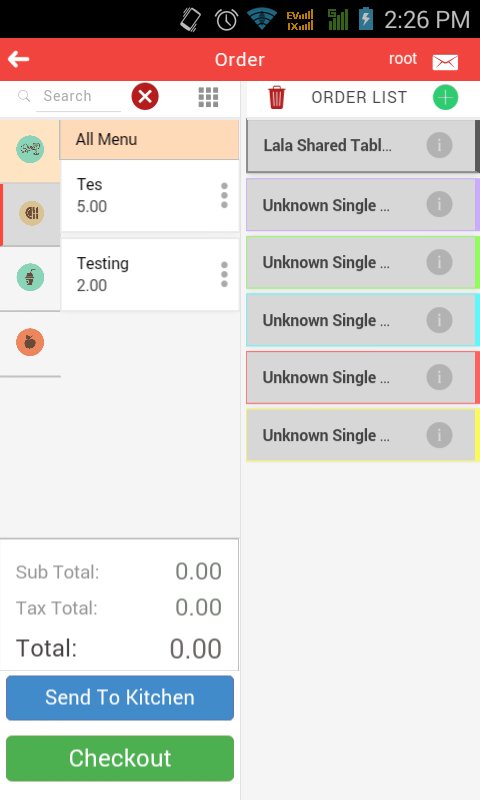 EV
1X
2:26 PM
Order
root
Search
ORDER LIST
All Menu
Tes
5.00
Testing
2.00
Lala Shared Tabl...
Unknown Single ...
Unknown Single ...
Unknown Single ...
Unknown Single ...
Unknown Single ...
Sub Total: 0.00
Tax Total: 0.00
Total: 0.00
Send To Kitchen
Checkout